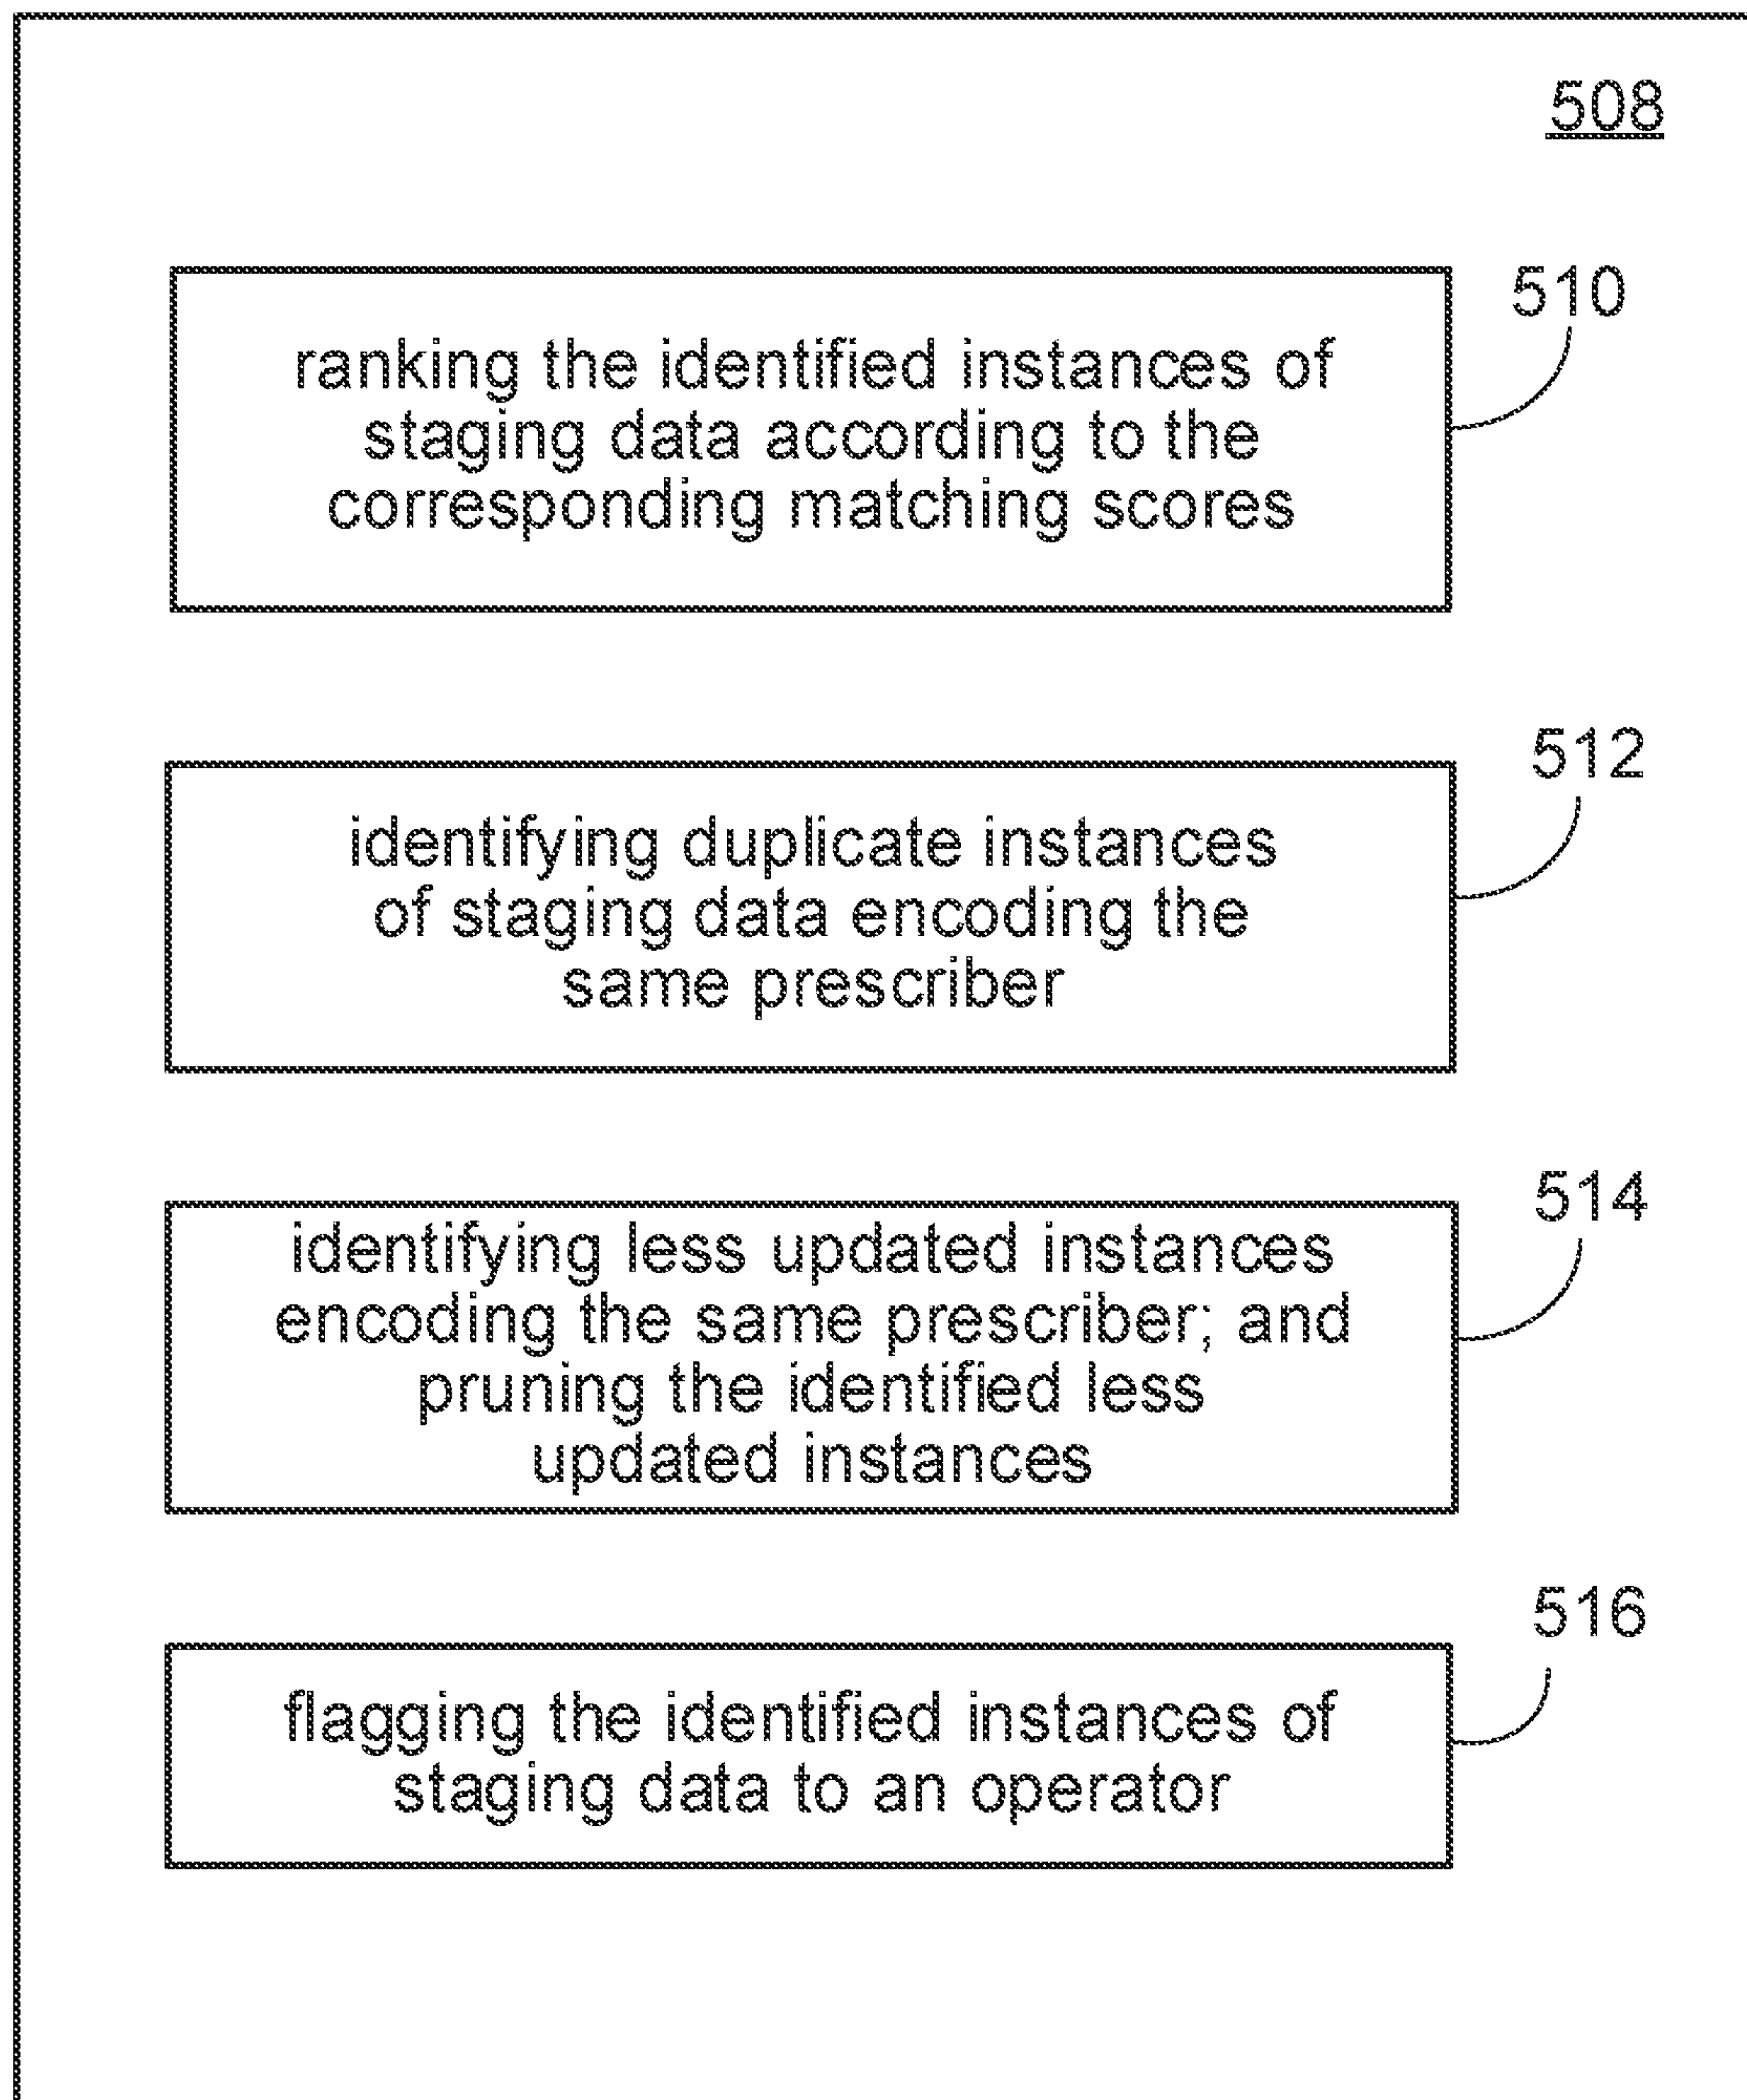 508
510
ranking the identified instances of
staging data according to the
corresponding matching scores
512
identifying duplicate instances
of staging data encoding the
same prescriber
514
identifying less updated instances
encoding the same prescriber; and
pruning the identified less
updated instances
516
flagging the identified instances of
staging data to an operator